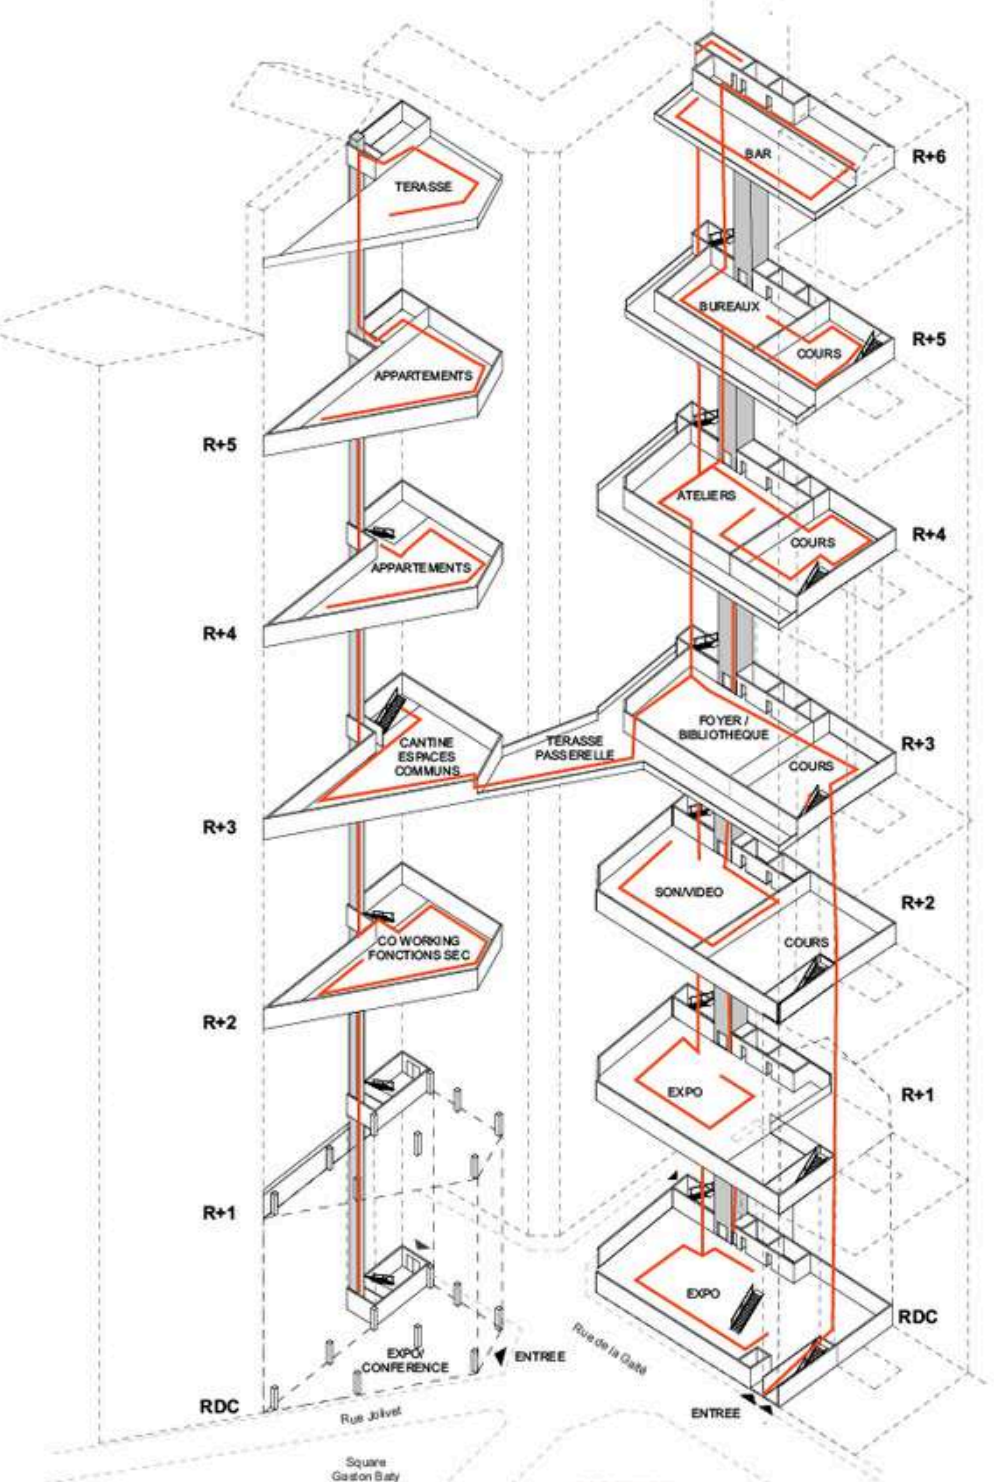 BAR
R+6
TERASSE
BUREAUX
COURS
R+5
APPARTEMENTS
R+5
ATELIERS
COURS
R+4
APPARTEMENTS
R+4
FOYER /
BIBLIOTHEQUE
COURS
R+3
TERASSE
PASSERELLE
CANTINE
ESPACES
COMMUNS
R+3
SON/VIDEO
COURS
R+2
CO WORKING
FONCTIONS SEC
R+2
EXPO
R+1
R+1
EXPO
RDC
EXPO/
CONFERENCE
ENTREE
Rue de la Gaîté
RDC
Rue Jolivet
ENTREE
Square
Gaston Baty